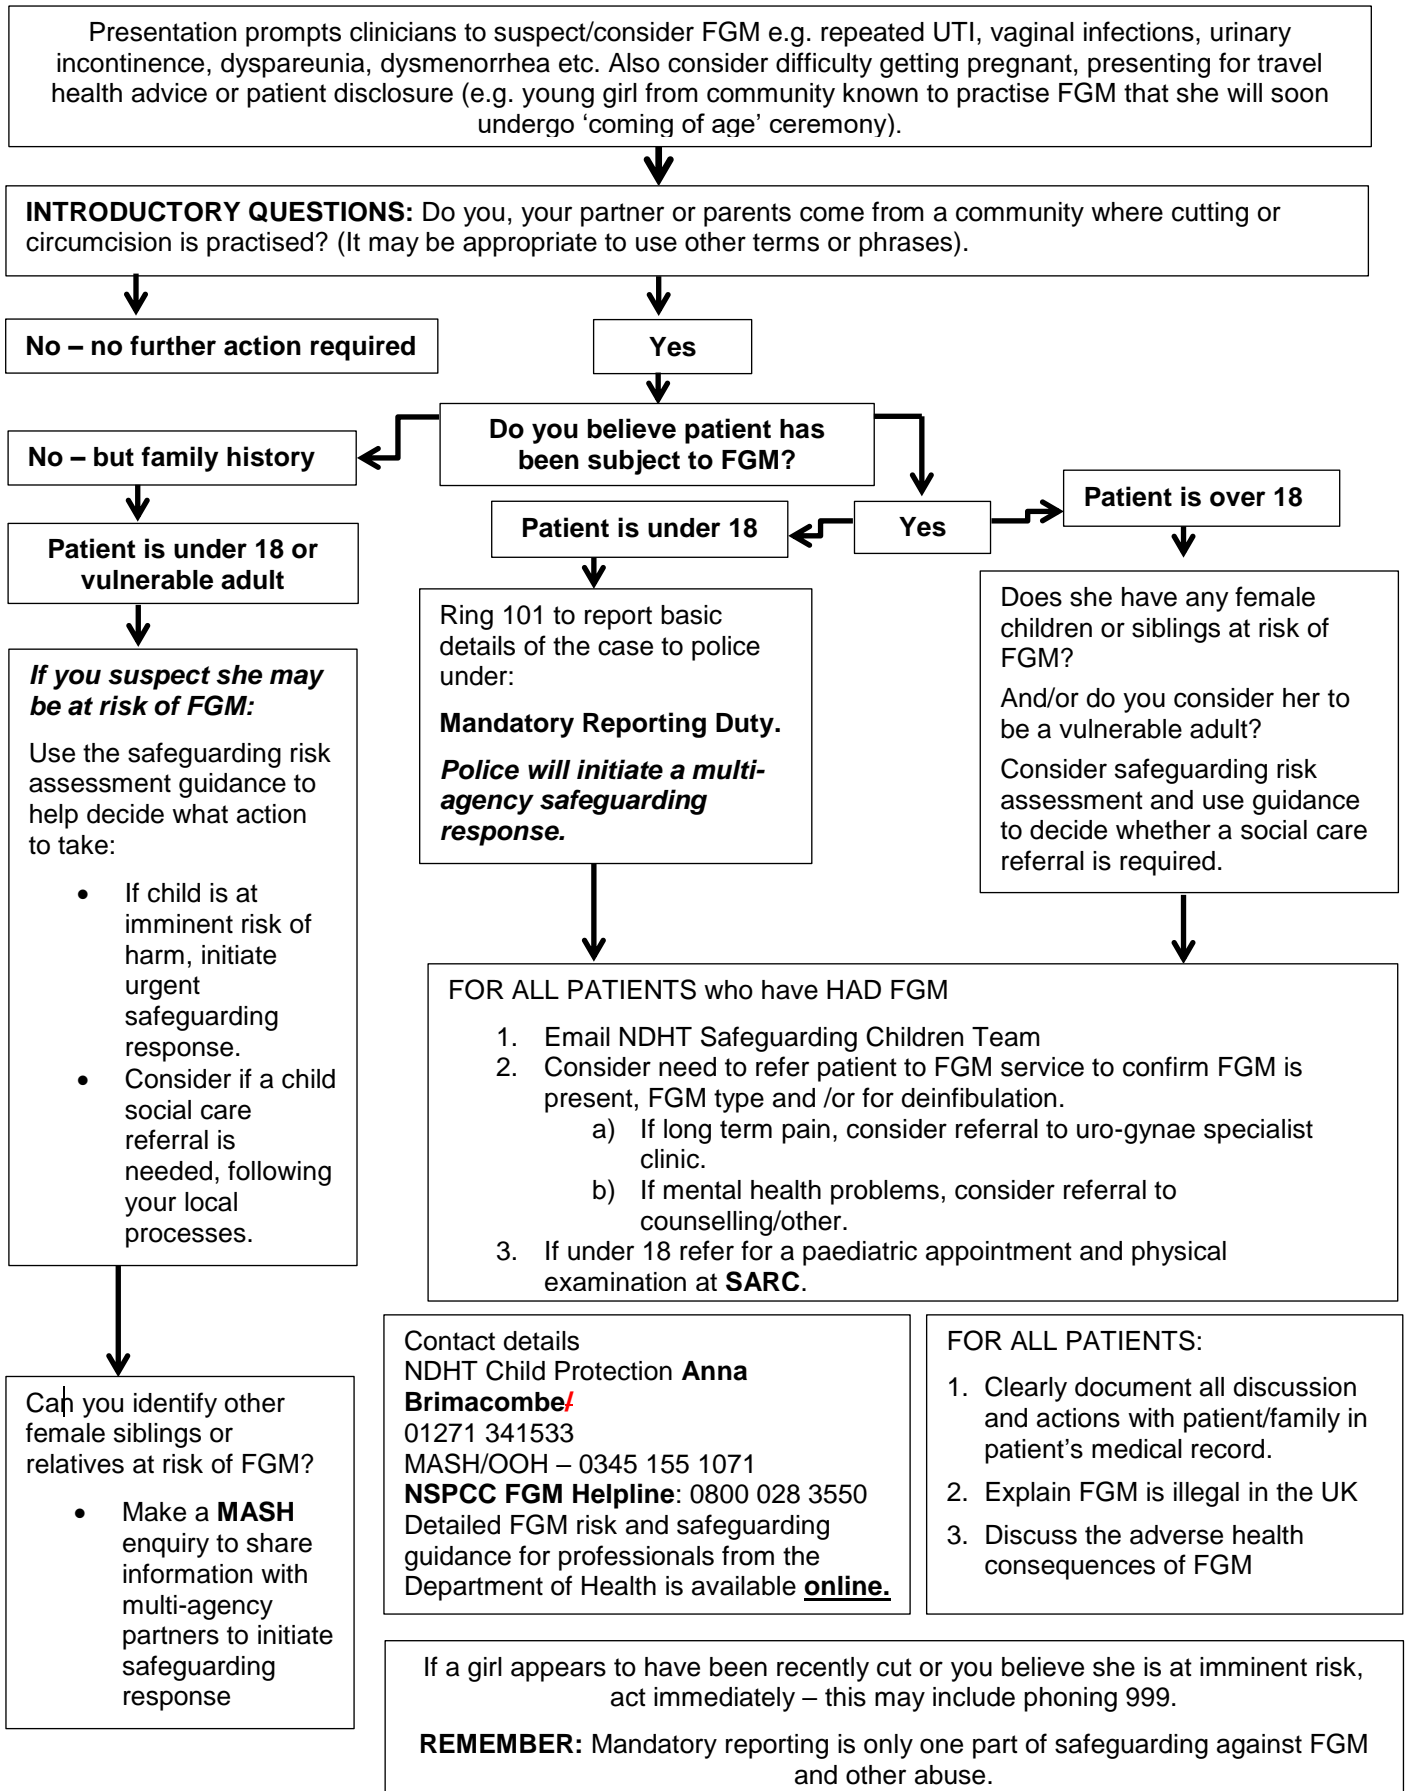 Presentation prompts clinicians to suspect/consider FGM e.g. repeated UTI, vaginal infections, urinary
incontinence, dyspareunia, dysmenorrhea etc. Also consider difficulty getting pregnant, presenting for travel
health advice or patient disclosure (e.g. young girl from community known to practise FGM that she will soon
undergo ‘coming of age’ ceremony).
INTRODUCTORY QUESTIONS: Do you, your partner or parents come from a community where cutting or
circumcision is practised? (It may be appropriate to use other terms or phrases).
No – no further action required
Yes
Do you believe patient has
been subject to FGM?
No – but family history
Patient is under 18 or
vulnerable adult
If you suspect she may
be at risk of FGM:
Use the safeguarding risk
assessment guidance to
help decide what action
to take:
• If child is at
imminent risk of
harm, initiate
urgent
safeguarding
response.
• Consider if a child
social care
referral is
needed, following
your local
processes.
Can you identify other
female siblings or
relatives at risk of FGM?
• Make a MASH
enquiry to share
information with
multi-agency
partners to initiate
safeguarding
response
Yes
Patient is under 18
Ring 101 to report basic
details of the case to police
under:
Mandatory Reporting Duty.
Police will initiate a multi-
agency safeguarding
response.
Patient is over 18
Does she have any female
children or siblings at risk of
FGM?
And/or do you consider her to
be a vulnerable adult?
Consider safeguarding risk
assessment and use guidance
to decide whether a social care
referral is required.
FOR ALL PATIENTS who have HAD FGM
1. Email NDHT Safeguarding Children Team
2. Consider need to refer patient to FGM service to confirm FGM is
present, FGM type and /or for deinfibulation.
a) If long term pain, consider referral to uro-gynae specialist
clinic.
b) If mental health problems, consider referral to
counselling/other.
3. If under 18 refer for a paediatric appointment and physical
examination at SARC.
Contact details
NDHT Child Protection Anna
Brimacombe/
01271 341533
MASH/OOH – 0345 155 1071
NSPCC FGM Helpline: 0800 028 3550
Detailed FGM risk and safeguarding
guidance for professionals from the
Department of Health is available online.
FOR ALL PATIENTS:
1. Clearly document all discussion
and actions with patient/family in
patient’s medical record.
2. Explain FGM is illegal in the UK
3. Discuss the adverse health
consequences of FGM
If a girl appears to have been recently cut or you believe she is at imminent risk,
act immediately – this may include phoning 999.
REMEMBER: Mandatory reporting is only one part of safeguarding against FGM
and other abuse.